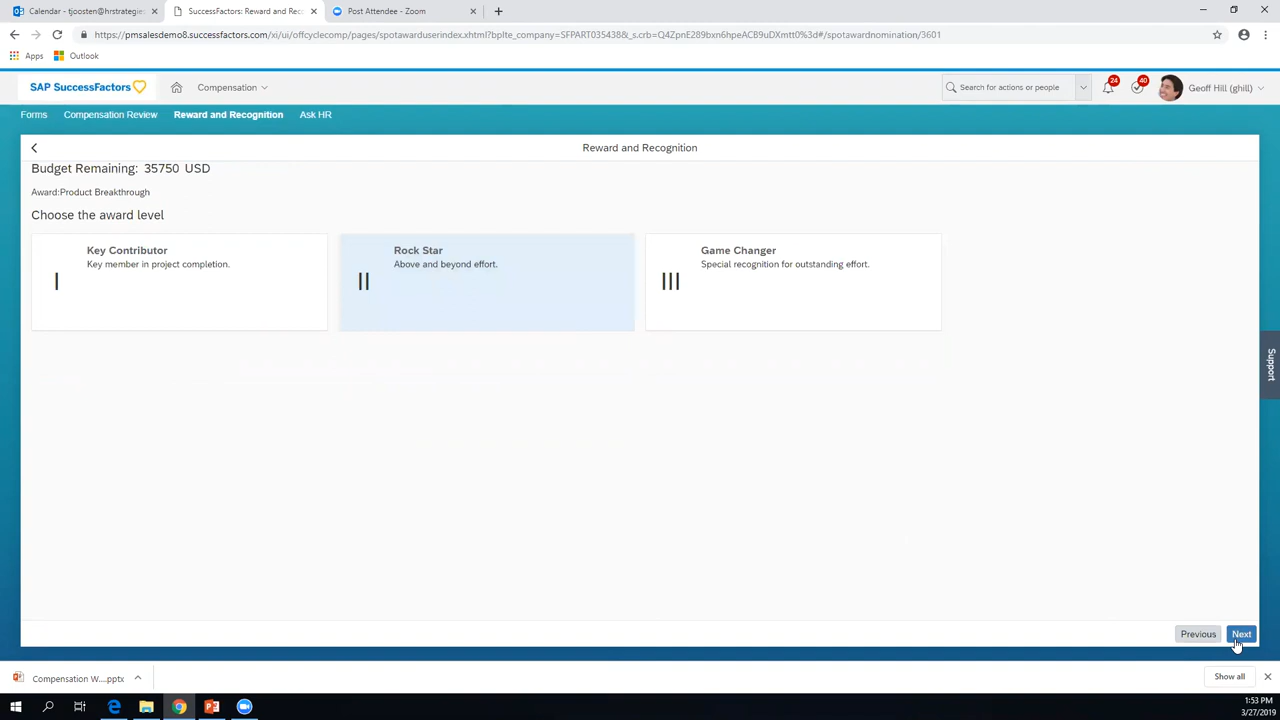 Calendar - tjoosten@hrstrategies
SuccessFactors: Reward and Rec
Post Attendee - Zoom
https://pmsalesdemo8.successfactors.com/xi/ui/offcyclecomp/pages/spotawarduserindex.xhtml?bplte_company=SFPART035438&_s.crb=Q4ZpnE289bxn6hpeACB9uDXmtt0%3d#/spotawardnomination/3601
Apps
Outlook
SAP SuccessFactors
Compensation
Search for actions or people
24
40
Geoff Hill (ghill)
Forms
Compensation Review
Reward and Recognition
Ask HR
Reward and Recognition
Budget Remaining: 35750 USD
Award:Product Breakthrough
Choose the award level
Key Contributor
Key member in project completion.
I
Rock Star
Above and beyond effort.
II
Game Changer
Special recognition for outstanding effort.
III
Support
Previous
Next
Compensation W....pptx
Show all
1:53 PM
3/27/2019